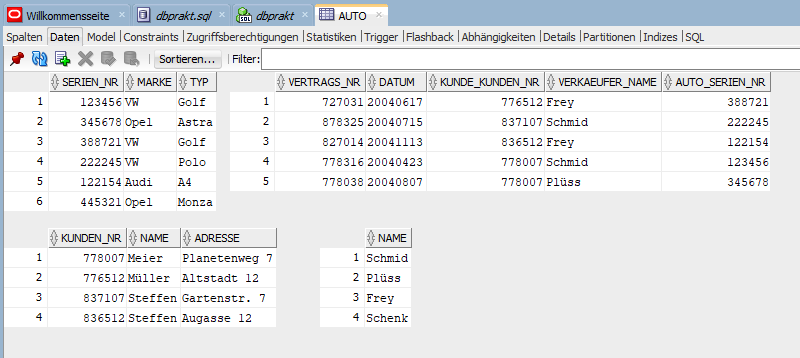 Willkommensseite dbprakt.sql dbprakt AUTO
Spalten Daten Model Constraints Zugriffsberechtigungen Statistiken Trigger Flashback Abhängigkeiten Details Partitionen Indizes SQL
Sortieren... Filter:
SERIEN_NR MARKE TYP
1 123456 VW Golf
2 345678 Opel Astra
3 388721 VW Golf
4 222245 VW Polo
5 122154 Audi A4
6 445321 Opel Monza
VERTRAGS_NR DATUM KUNDE_KUNDEN_NR VERKAEUFER_NAME AUTO_SERIEN_NR
1 727031 20040617 776512 Frey 388721
2 878325 20040715 837107 Schmid 222245
3 827014 20041113 836512 Frey 122154
4 778316 20040423 778007 Schmid 123456
5 778038 20040807 778007 Plüss 345678
KUNDEN_NR NAME ADRESSE
1 778007 Meier Planetenweg 7
2 776512 Müller Altstadt 12
3 837107 Steffen Gartenstr. 7
4 836512 Steffen Augasse 12
NAME
1 Schmid
2 Plüss
3 Frey
4 Schenk